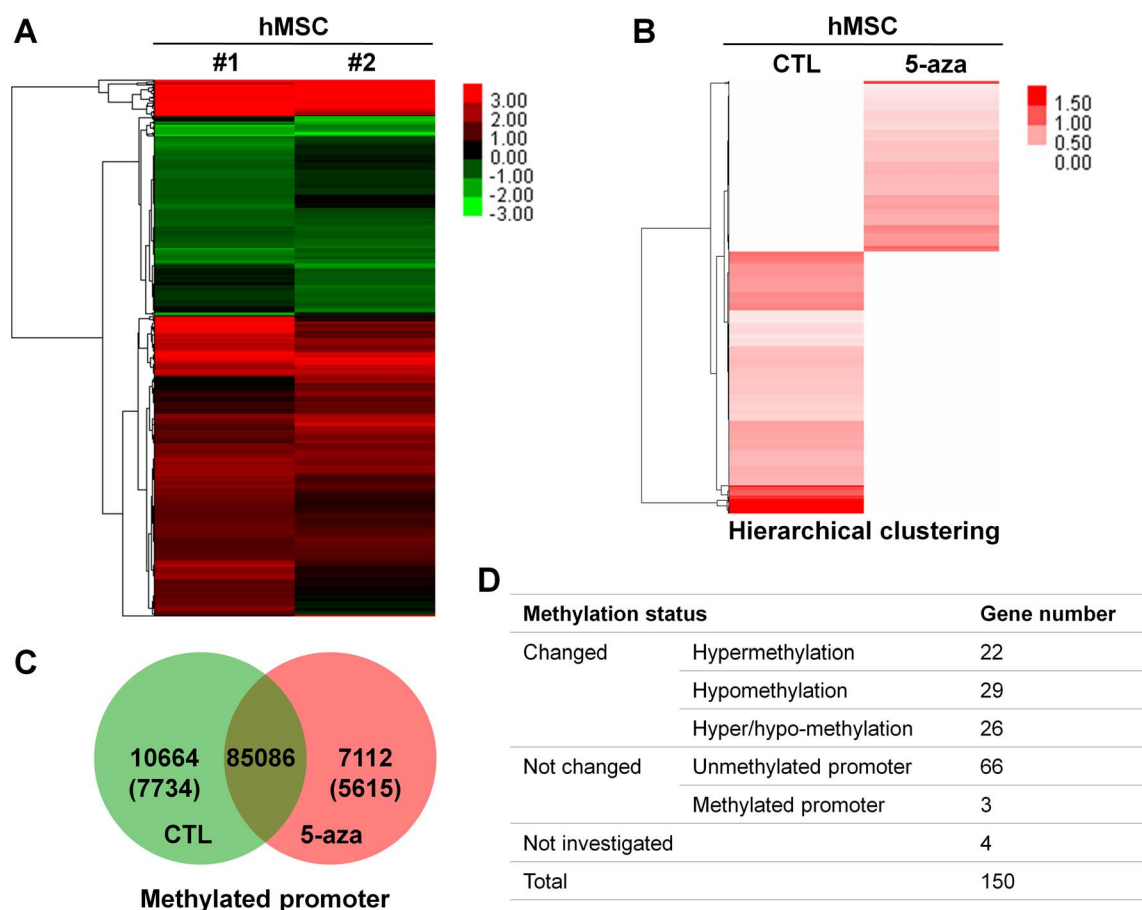 A
hMSC
#1 #2
3.00
2.00
1.00
0.00
-1.00
-2.00
-3.00
B
hMSC
CTL 5-aza
1.50
1.00
0.50
0.00
Hierarchical clustering
C
10664 85086 7112
(7734) (5615)
CTL 5-aza
Methylated promoter
D
Methylation status Gene number
Changed Hypermethylation 22
Hypomethylation 29
Hyper/hypo-methylation 26
Not changed Unmethylated promoter 66
Methylated promoter 3
Not investigated 4
Total 150